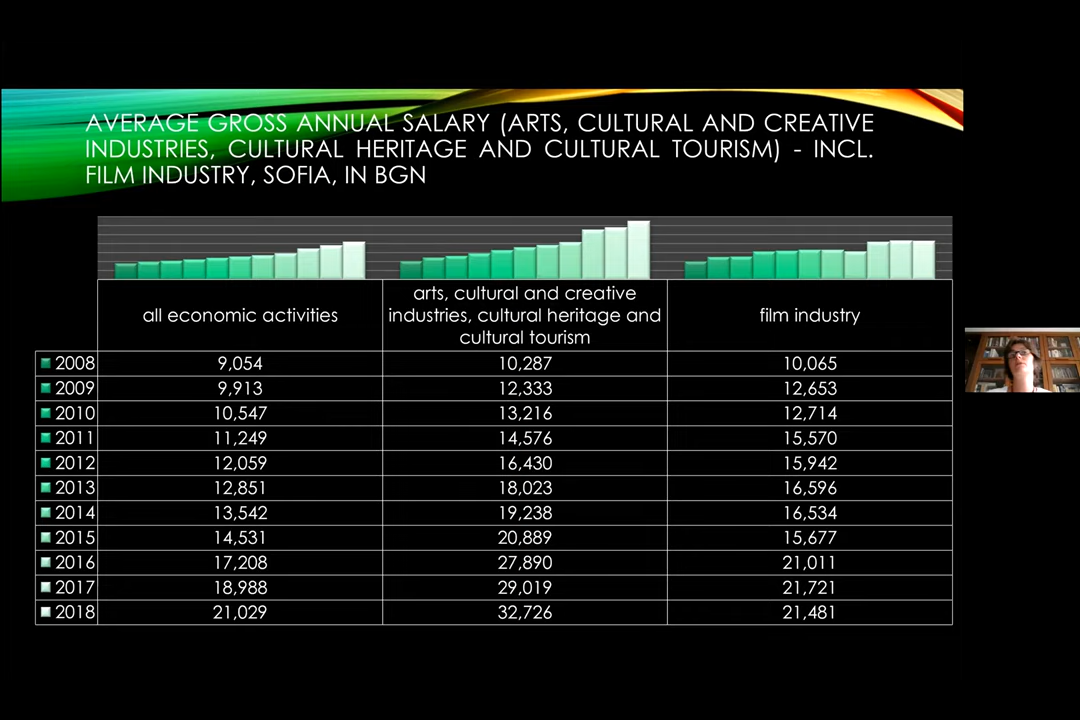 AVERAGE GROSS ANNUAL SALARY (ARTS, CULTURAL AND CREATIVE
INDUSTRIES, CULTURAL HERITAGE AND CULTURAL TOURISM) - INCL.
FILM INDUSTRY, SOFIA, IN BGN
all economic activities
arts, cultural and creative
industries, cultural heritage and
cultural tourism
film industry
2008 9,054 10,287 10,065
2009 9,913 12,333 12,653
2010 10,547 13,216 12,714
2011 11,249 14,576 15,570
2012 12,059 16,430 15,942
2013 12,851 18,023 16,596
2014 13,542 19,238 16,534
2015 14,531 20,889 15,677
2016 17,208 27,890 21,011
2017 18,988 29,019 21,721
2018 21,029 32,726 21,481